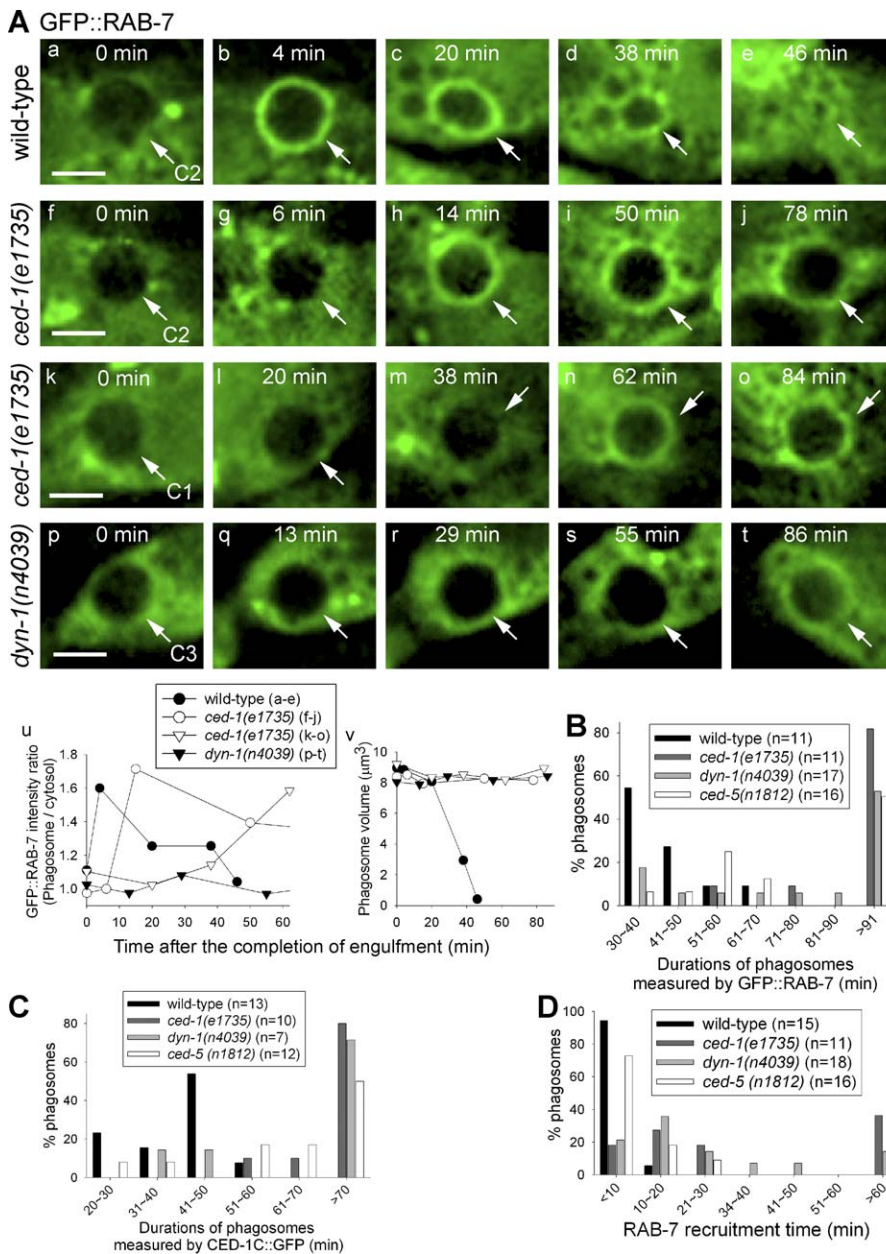 A GFP::RAB-7
wild-type
a 0 min b 4 min c 20 min d 38 min e 46 min
C2
ced-1(e1735)
f 0 min g 6 min h 14 min i 50 min j 78 min
C2
ced-1(e1735)
k 0 min l 20 min m 38 min n 62 min o 84 min
C1
dyn-1(n4039)
p 0 min q 13 min r 29 min s 55 min t 86 min
C3
wild-type (a-e)
ced-1(e1735) (f-j)
ced-1(e1735) (k-o)
dyn-1(n4039) (p-t)
u
GFP::RAB-7 intensity ratio
(Phagosome / cytosol)
1.8
1.6
1.4
1.2
1.0
0 10 20 30 40 50 60
v
Phagosome volume (μm3)
10
8
6
4
2
0
0 20 40 60 80
Time after the completion of engulfment (min)
B
wild-type (n=11)
ced-1(e1735) (n=11)
dyn-1(n4039) (n=17)
ced-5(n1812) (n=16)
% phagosomes
80
60
40
20
0
30~40 41~50 51~60 61~70 71~80 81~90 >91
Durations of phagosomes
measured by GFP::RAB-7 (min)
C
wild-type (n=13)
ced-1(e1735) (n=10)
dyn-1(n4039) (n=7)
ced-5 (n1812) (n=12)
% phagosomes
80
60
40
20
0
20~30 31~40 41~50 51~60 61~70 >70
Durations of phagosomes
measured by CED-1C::GFP (min)
D
wild-type (n=15)
ced-1(e1735) (n=11)
dyn-1(n4039) (n=18)
ced-5 (n1812) (n=16)
% phagosomes
100
80
60
40
20
0
<10 10~20 21~30 34~40 41~50 51~60 >60
RAB-7 recruitment time (min)